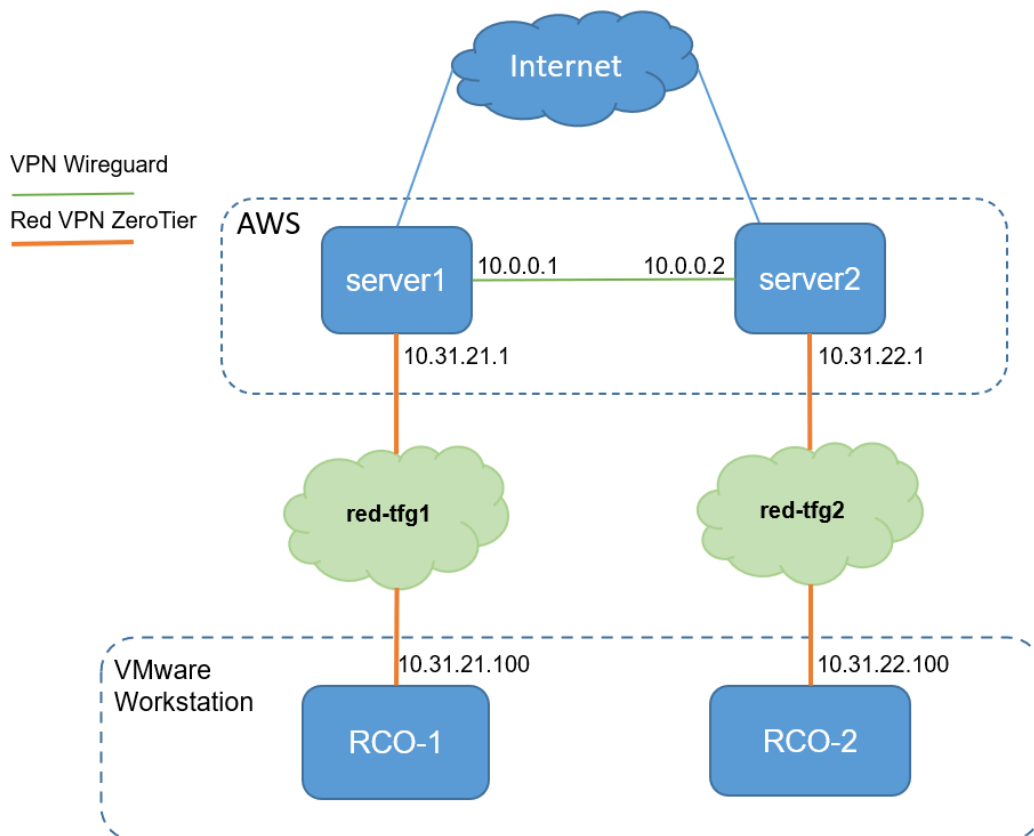 Internet
VPN Wireguard
Red VPN ZeroTier
AWS
server1
10.0.0.1
10.0.0.2
server2
10.31.21.1
10.31.22.1
red-tfg1
red-tfg2
VMware
Workstation
10.31.21.100
10.31.22.100
RCO-1
RCO-2